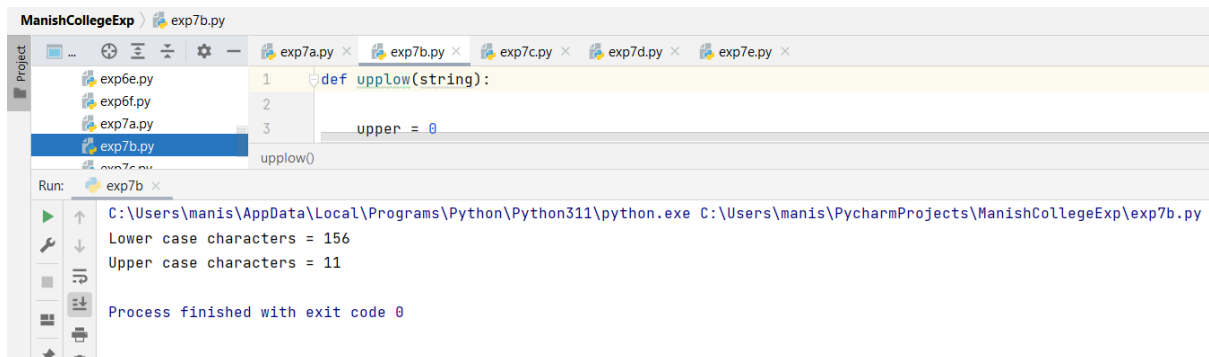 ManishCollegeExp exp7b.py
Project
...
exp7a.py exp7b.py exp7c.py exp7d.py exp7e.py
exp6e.py
exp6f.py
exp7a.py
exp7b.py
exp7c.py
1 def upplow(string):
2
3 upper = 0
upplow()
Run: exp7b
C:\Users\manis\AppData\Local\Programs\Python\Python311\python.exe C:\Users\manis\PycharmProjects\ManishCollegeExp\exp7b.py
Lower case characters = 156
Upper case characters = 11
Process finished with exit code 0